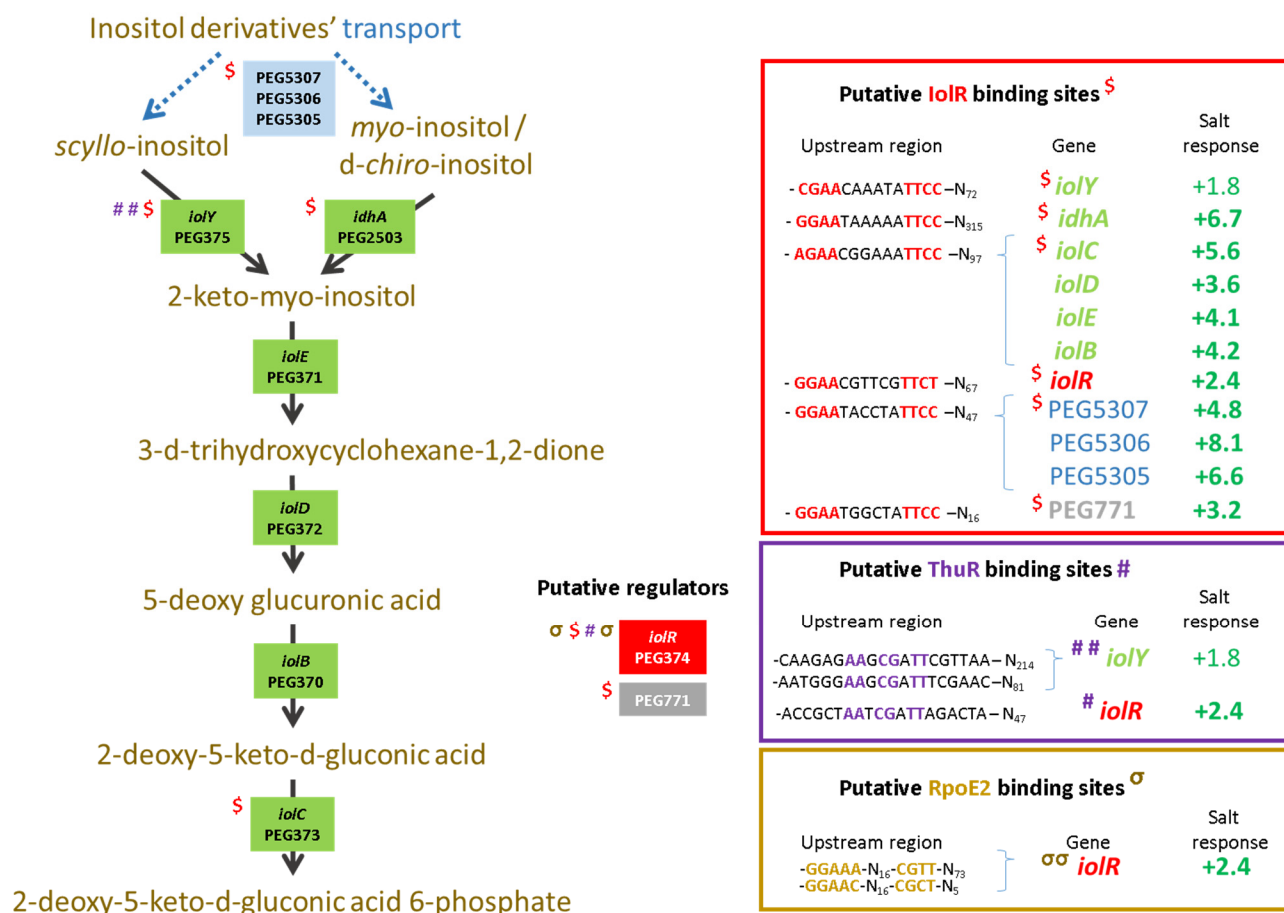 Inositol derivatives' transport
$
PEG5307
PEG5306
PEG5305
scyllo-inositol
myo-inositol /
d-chiro-inositol
# # $
iolY
PEG375
$
idhA
PEG2503
2-keto-myo-inositol
iolE
PEG371
3-d-trihydroxycyclohexane-1,2-dione
iolD
PEG372
5-deoxy glucuronic acid
iolB
PEG370
2-deoxy-5-keto-d-gluconic acid
$
iolC
PEG373
2-deoxy-5-keto-d-gluconic acid 6-phosphate
Putative regulators
σ $ # σ
iolR
PEG374
$
PEG771
Putative IolR binding sites $
Upstream region Gene Salt response
- CGAACAAATATTCC –N72 $ iolY +1.8
- GGAATAAAAATTCC –N315 $ idhA +6.7
- AGAACGGAAATTCC –N97 $ iolC +5.6
iolD +3.6
iolE +4.1
iolB +4.2
- GGAACGTTCGTTCT –N67 $ iolR +2.4
- GGAATACCTATTCC –N47 $ PEG5307 +4.8
PEG5306 +8.1
PEG5305 +6.6
- GGAATGGCTATTCC –N16 $ PEG771 +3.2
Putative ThuR binding sites #
Upstream region Gene Salt response
-CAAGAGAAGCGATTCGTTAA– N214 # # iolY +1.8
-AATGGGAAGCGATTTCGAAC–N81
-ACCGCTAATCGATTAGACTA– N47 # iolR +2.4
Putative RpoE2 binding sites σ
Upstream region Gene Salt response
-GGAAA-N16-CGTT-N73 σσ iolR +2.4
-GGAAC-N16-CGCT-N5